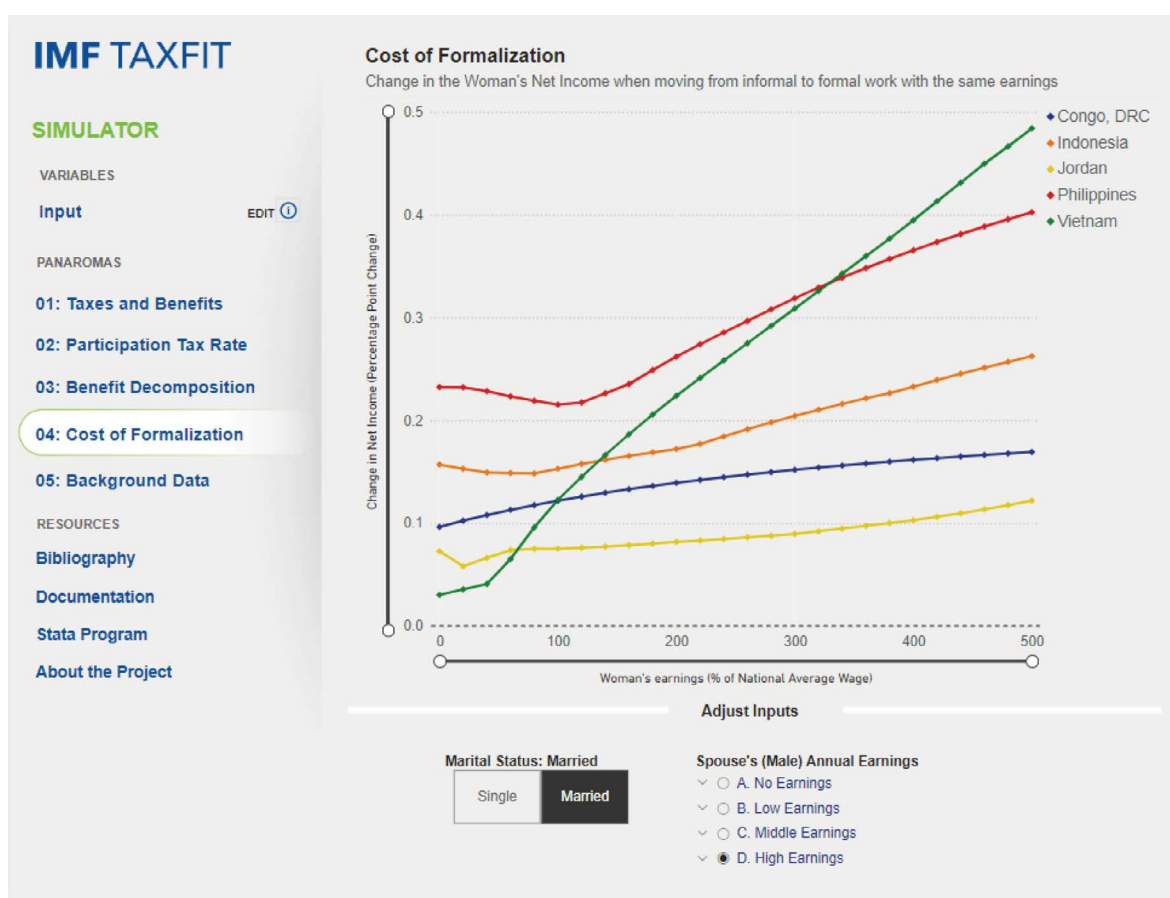 IMF TAXFIT
SIMULATOR
VARIABLES
Input
EDIT i
PANAROMAS
01: Taxes and Benefits
02: Participation Tax Rate
03: Benefit Decomposition
04: Cost of Formalization
05: Background Data
RESOURCES
Bibliography
Documentation
Stata Program
About the Project
Cost of Formalization
Change in the Woman's Net Income when moving from informal to formal work with the same earnings
Change in Net Income (Percentage Point Change)
0.5
0.4
0.3
0.2
0.1
0.0
0 100 200 300 400 500
Woman's earnings (% of National Average Wage)
Congo, DRC
Indonesia
Jordan
Philippines
Vietnam
Adjust Inputs
Marital Status: Married
Single Married
Spouse's (Male) Annual Earnings
A. No Earnings
B. Low Earnings
C. Middle Earnings
D. High Earnings